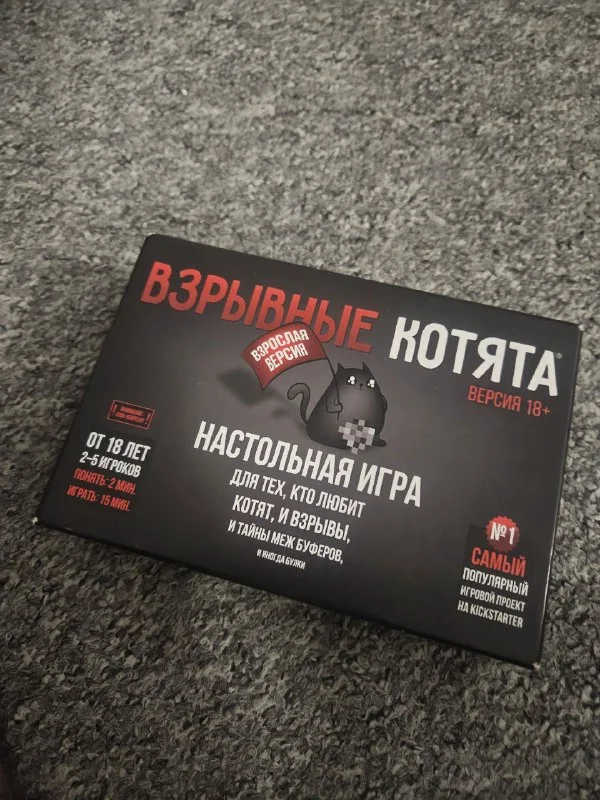 ВЗРЫВНЫЕ КОТЯТА®
ВЕРСИЯ 18+
ВЗРОСЛАЯ
ВЕРСИЯ
ОТ 18 ЛЕТ
2–5 ИГРОКОВ
ПОНЯТЬ: 2 МИН.
ИГРАТЬ: 15 МИН.
НАСТОЛЬНАЯ ИГРА
ДЛЯ ТЕХ, КТО ЛЮБИТ
КОТЯТ, И ВЗРЫВЫ,
И ТАЙНЫ МЕЖ БУФЕРОВ,
И ИНОГДА БУЛКИ
№1
САМЫЙ
ПОПУЛЯРНЫЙ
ИГРОВОЙ ПРОЕКТ
НА KICKSTARTER